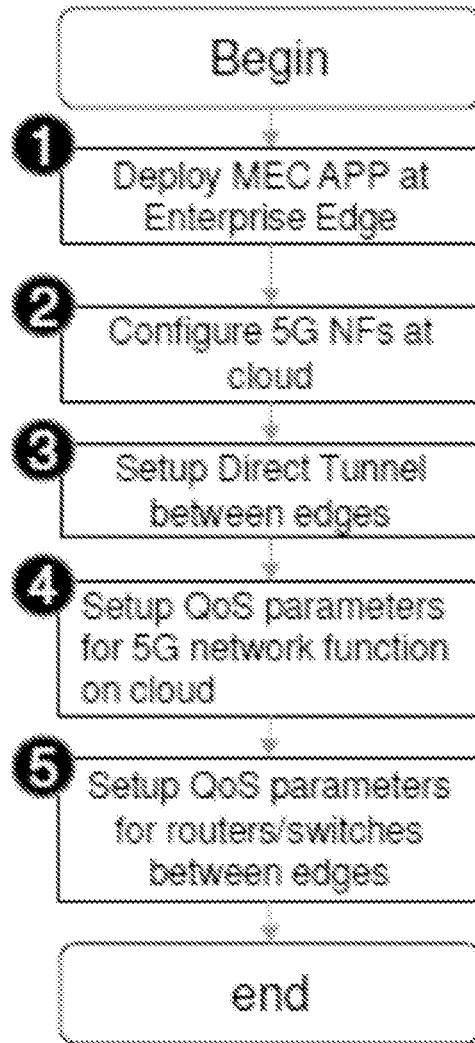 Begin
1
Deploy MEC APP at
Enterprise Edge
2
Configure 5G NFs at
cloud
3
Setup Direct Tunnel
between edges
4
Setup QoS parameters
for 5G network function
on cloud
5
Setup QoS parameters
for routers/switches
between edges
end